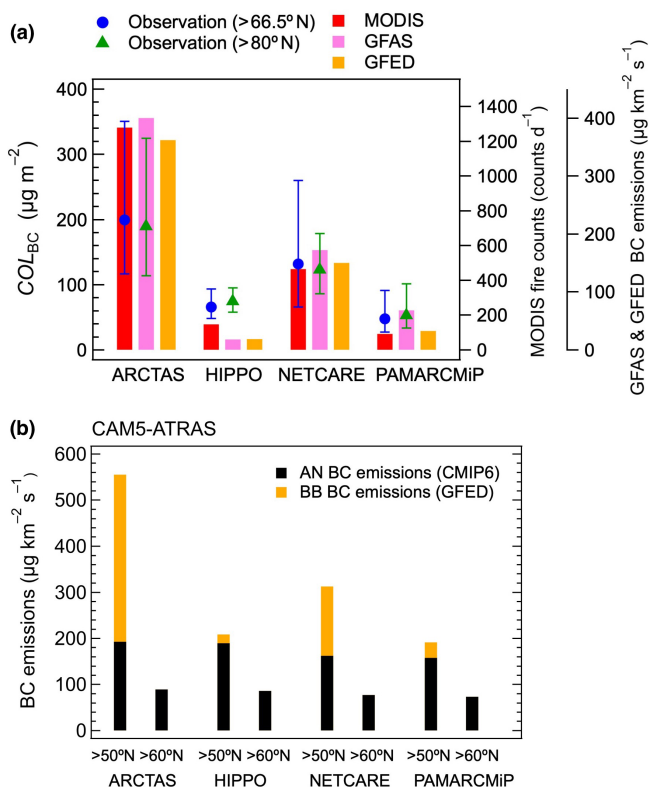 (a)
Observation (>66.5º N)
Observation (>80º N)
MODIS
GFAS
GFED
COL_BC (µg m⁻²)
400
300
200
100
0
ARCTAS HIPPO NETCARE PAMARCMiP
1400
1200
1000
800
600
400
200
0
MODIS fire counts (counts d⁻¹)
400
300
200
100
0
GFAS & GFED BC emissions (µg km⁻² s⁻¹)
(b) CAM5-ATRAS
AN BC emissions (CMIP6)
BB BC emissions (GFED)
BC emissions (µg km⁻² s⁻¹)
600
500
400
300
200
100
0
>50ºN >60ºN >50ºN >60ºN >50ºN >60ºN >50ºN >60ºN
ARCTAS HIPPO NETCARE PAMARCMiP